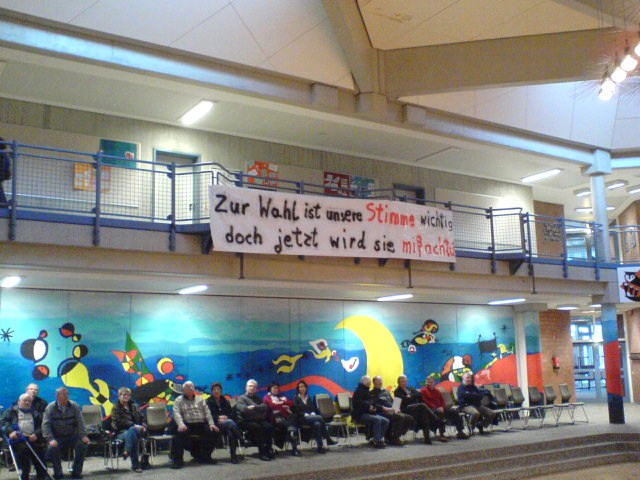 Zur Wahl ist unsere Stimme wichtig
doch jetzt wird sie mißachtet